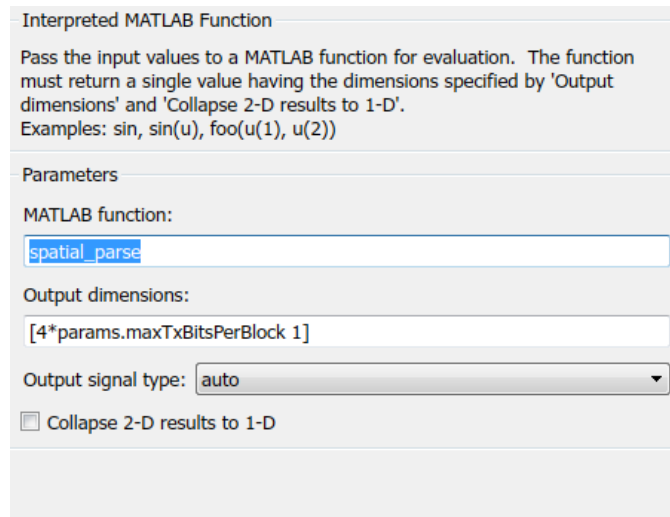 Interpreted MATLAB Function
Pass the input values to a MATLAB function for evaluation. The function
must return a single value having the dimensions specified by 'Output
dimensions' and 'Collapse 2-D results to 1-D'.
Examples: sin, sin(u), foo(u(1), u(2))
Parameters
MATLAB function:
spatial_parse
Output dimensions:
[4*params.maxTxBitsPerBlock 1]
Output signal type: auto
Collapse 2-D results to 1-D